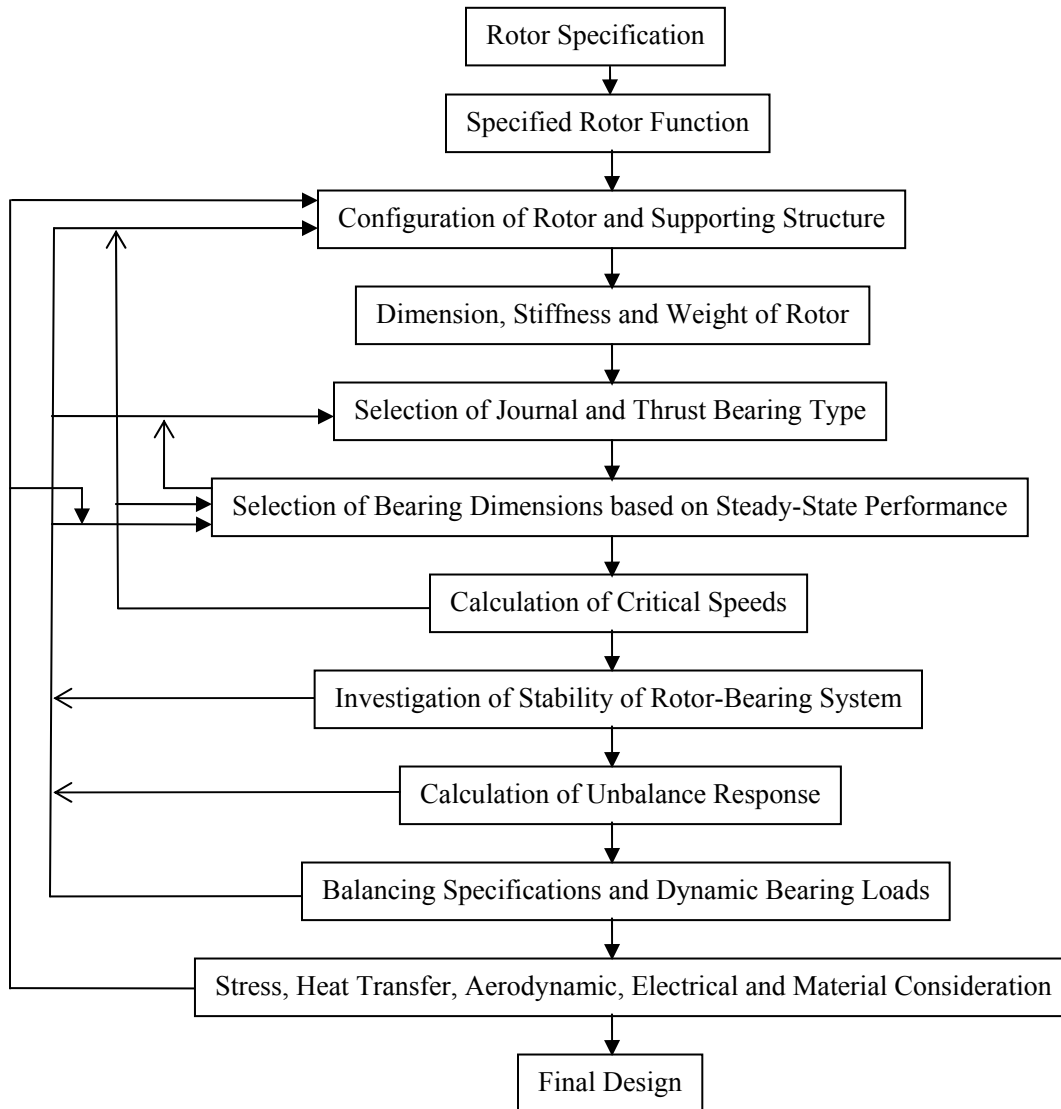 Rotor Specification
Specified Rotor Function
Configuration of Rotor and Supporting Structure
Dimension, Stiffness and Weight of Rotor
Selection of Journal and Thrust Bearing Type
Selection of Bearing Dimensions based on Steady-State Performance
Calculation of Critical Speeds
Investigation of Stability of Rotor-Bearing System
Calculation of Unbalance Response
Balancing Specifications and Dynamic Bearing Loads
Stress, Heat Transfer, Aerodynamic, Electrical and Material Consideration
Final Design